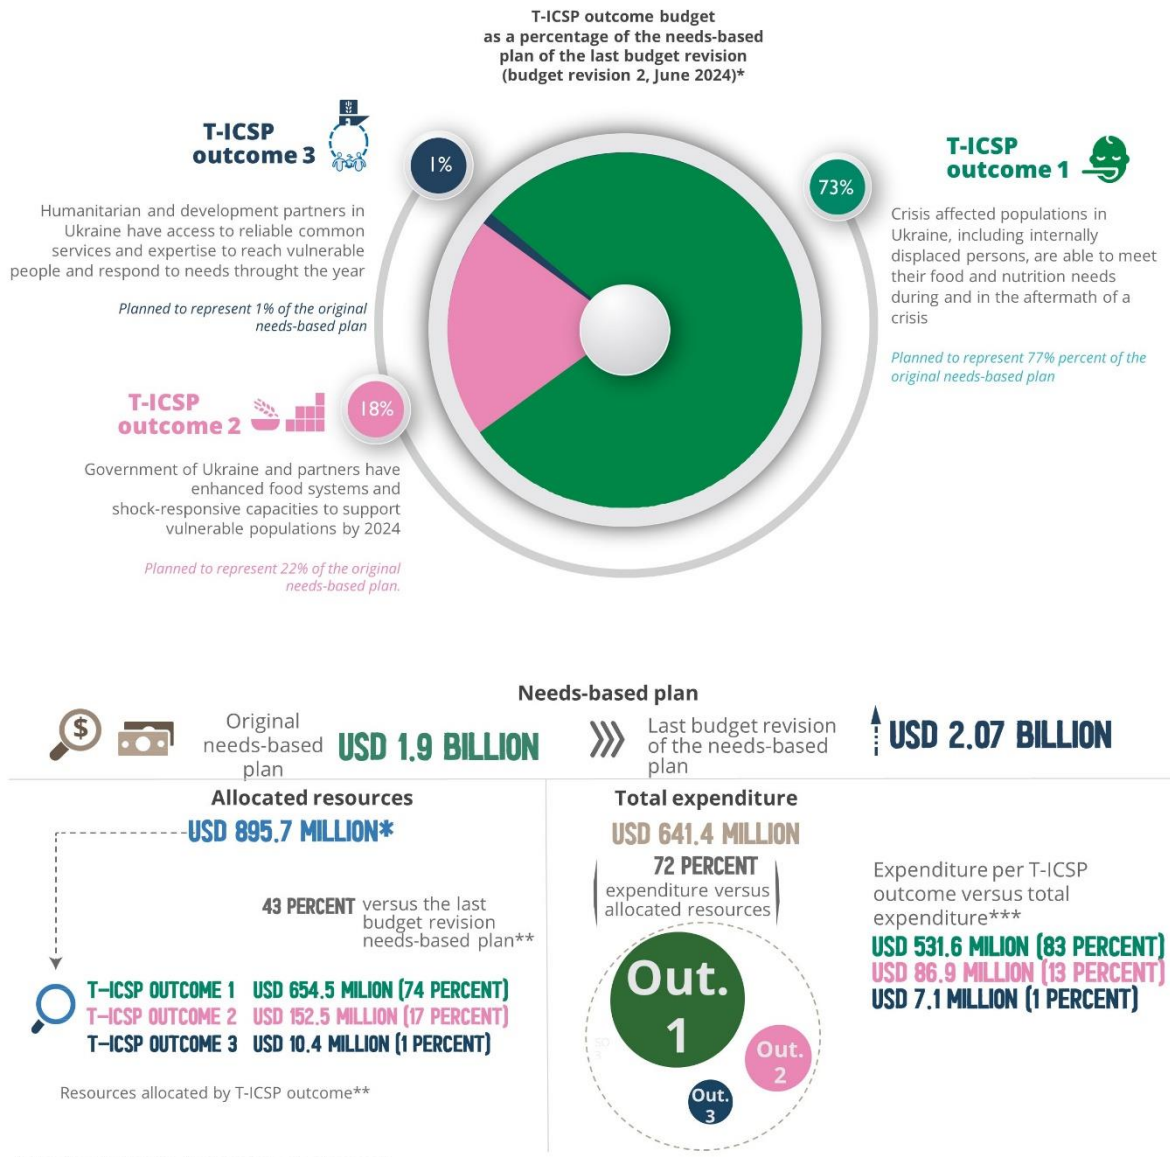 T-ICSP outcome budget
as a percentage of the needs-based
plan of the last budget revision
(budget revision 2, June 2024)*
T-ICSP
outcome 3
1%
Humanitarian and development partners in
Ukraine have access to reliable common
services and expertise to reach vulnerable
people and respond to needs throught the year
Planned to represent 1% of the original
needs-based plan
T-ICSP
outcome 1
73%
Crisis affected populations in
Ukraine, including internally
displaced persons, are able to meet
their food and nutrition needs
during and in the aftermath of a
crisis
Planned to represent 77% percent of the
original needs-based plan
T-ICSP
outcome 2
18%
Government of Ukraine and partners have
enhanced food systems and
shock-responsive capacities to support
vulnerable populations by 2024
Planned to represent 22% of the original
needs-based plan.
Needs-based plan
$
Original
needs-based
plan
USD 1.9 BILLION
Last budget revision
of the needs-based
plan
USD 2.07 BILLION
Allocated resources
USD 895.7 MILLION*
43 PERCENT versus the last
budget revision
needs-based plan**
T-ICSP OUTCOME 1 USD 654.5 MILION (74 PERCENT)
T-ICSP OUTCOME 2 USD 152.5 MILLION (17 PERCENT)
T-ICSP OUTCOME 3 USD 10.4 MILLION (1 PERCENT)
Resources allocated by T-ICSP outcome**
Total expenditure
USD 641.4 MILLION
72 PERCENT
expenditure versus
allocated resources
Out.
1
Out.
2
Out.
3
Expenditure per T-ICSP
outcome versus total
expenditure***
USD 531.6 MILION (83 PERCENT)
USD 86.9 MILLION (13 PERCENT)
USD 7.1 MILLION (1 PERCENT)